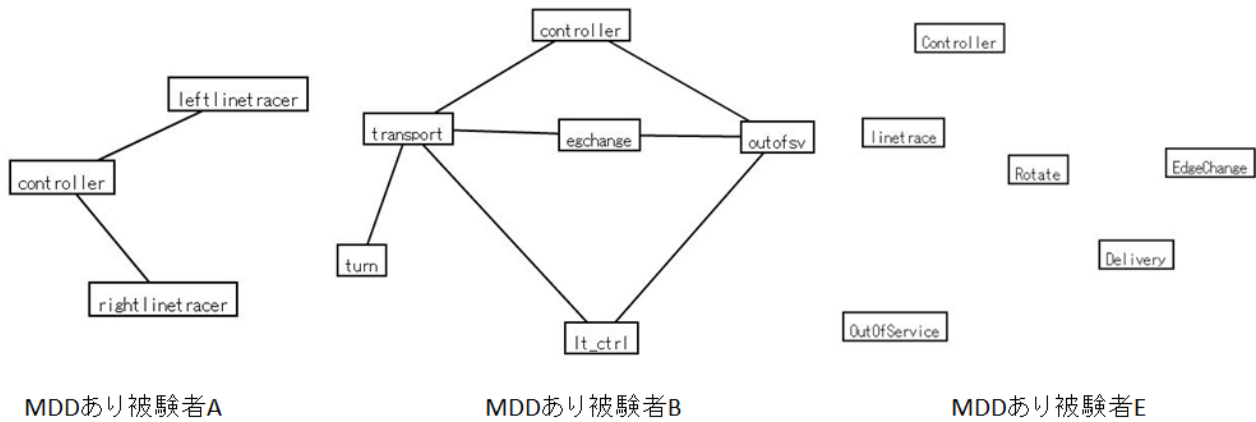 leftlinetracer
controller
rightlinetracer
MDDあり被験者A
controller
transport
egchange
outofsv
turn
lt_ctrl
MDDあり被験者B
Controller
linetrace
Rotate
EdgeChange
Delivery
OutOfService
MDDあり被験者E